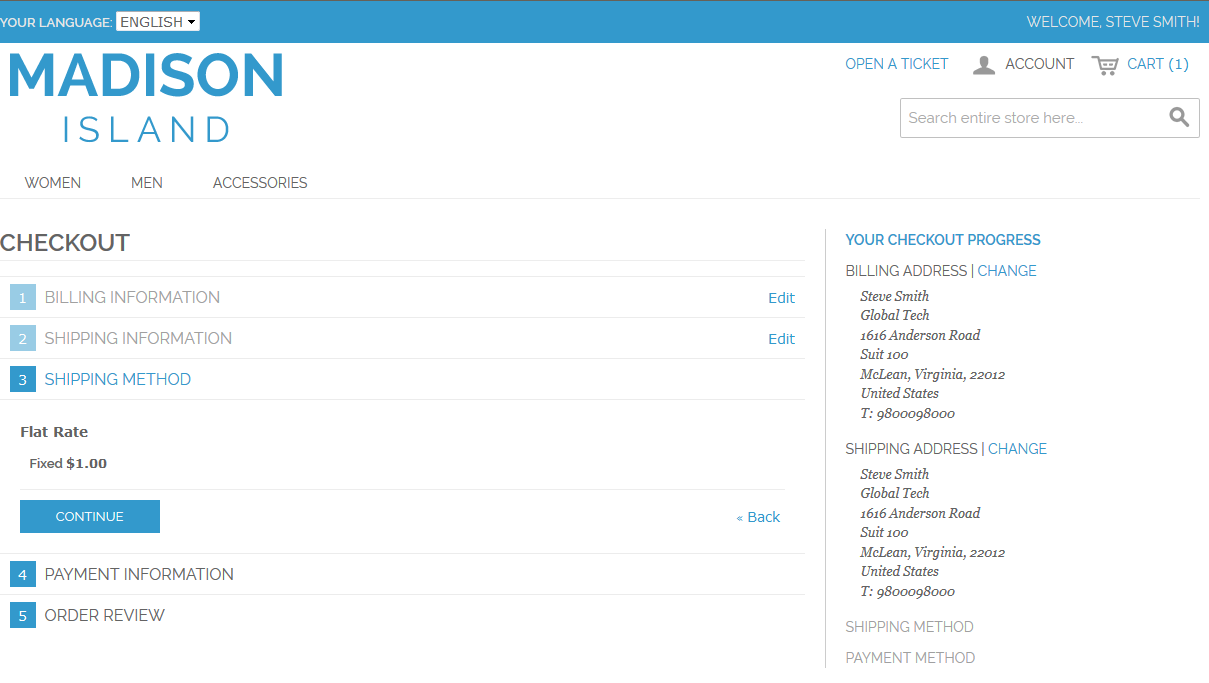 YOUR LANGUAGE: ENGLISH
WELCOME, STEVE SMITH!
MADISON
ISLAND
OPEN A TICKET
ACCOUNT
CART (1)
Search entire store here...
WOMEN
MEN
ACCESSORIES
CHECKOUT
1 BILLING INFORMATION Edit
2 SHIPPING INFORMATION Edit
3 SHIPPING METHOD
Flat Rate
Fixed $1.00
CONTINUE
« Back
4 PAYMENT INFORMATION
5 ORDER REVIEW
YOUR CHECKOUT PROGRESS
BILLING ADDRESS | CHANGE
Steve Smith
Global Tech
1616 Anderson Road
Suit 100
McLean, Virginia, 22012
United States
T: 9800098000
SHIPPING ADDRESS | CHANGE
Steve Smith
Global Tech
1616 Anderson Road
Suit 100
McLean, Virginia, 22012
United States
T: 9800098000
SHIPPING METHOD
PAYMENT METHOD